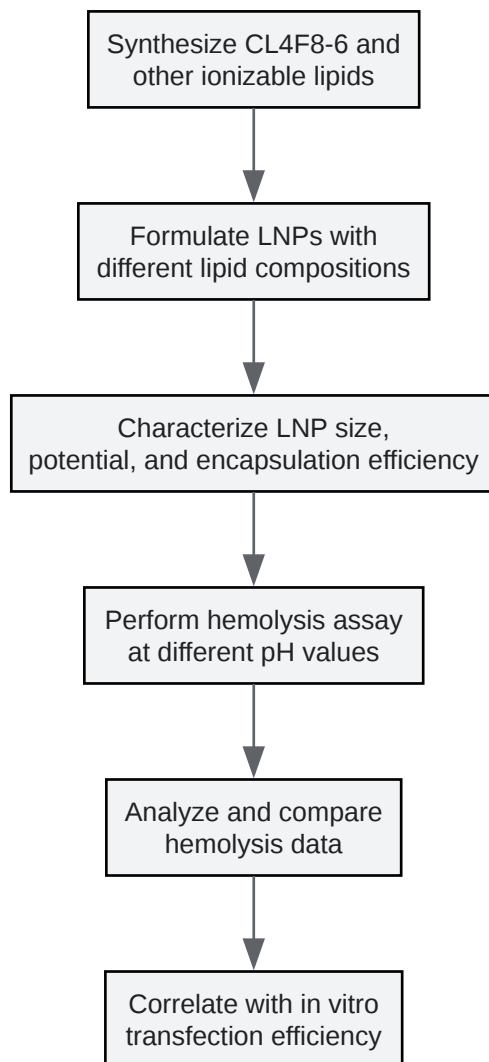 Synthesize CL4F8-6 and
other ionizable lipids
Formulate LNPs with
different lipid compositions
Characterize LNP size,
potential, and encapsulation efficiency
Perform hemolysis assay
at different pH values
Analyze and compare
hemolysis data
Correlate with in vitro
transfection efficiency